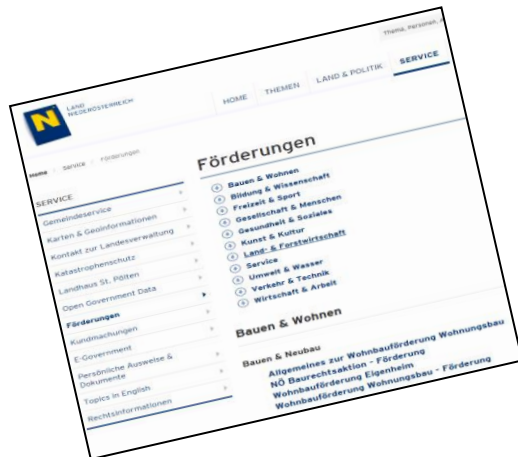 Thema, Personen,
LAND
NIEDERÖSTERREICH
HOME THEMEN LAND & POLITIK SERVICE
Home Service Förderungen
SERVICE
Gemeindeservice
Karten & Geoinformationen
Kontakt zur Landesverwaltung
Katastrophenschutz
Landhaus St. Pölten
Open Government Data
Förderungen
Kundmachungen
E-Government
Persönliche Ausweise &
Dokumente
Topics in English
Rechtsinformationen
Förderungen
Bauen & Wohnen
Bildung & Wissenschaft
Freizeit & Sport
Gesellschaft & Menschen
Gesundheit & Soziales
Kunst & Kultur
Land- & Forstwirtschaft
Service
Umwelt & Wasser
Verkehr & Technik
Wirtschaft & Arbeit
Bauen & Wohnen
Bauen & Neubau
Allgemeines zur Wohnbauförderung Wohnungsbau
NÖ Baurechtsaktion - Förderung
Wohnbauförderung Eigenheim
Wohnbauförderung Wohnungsbau - Förderung